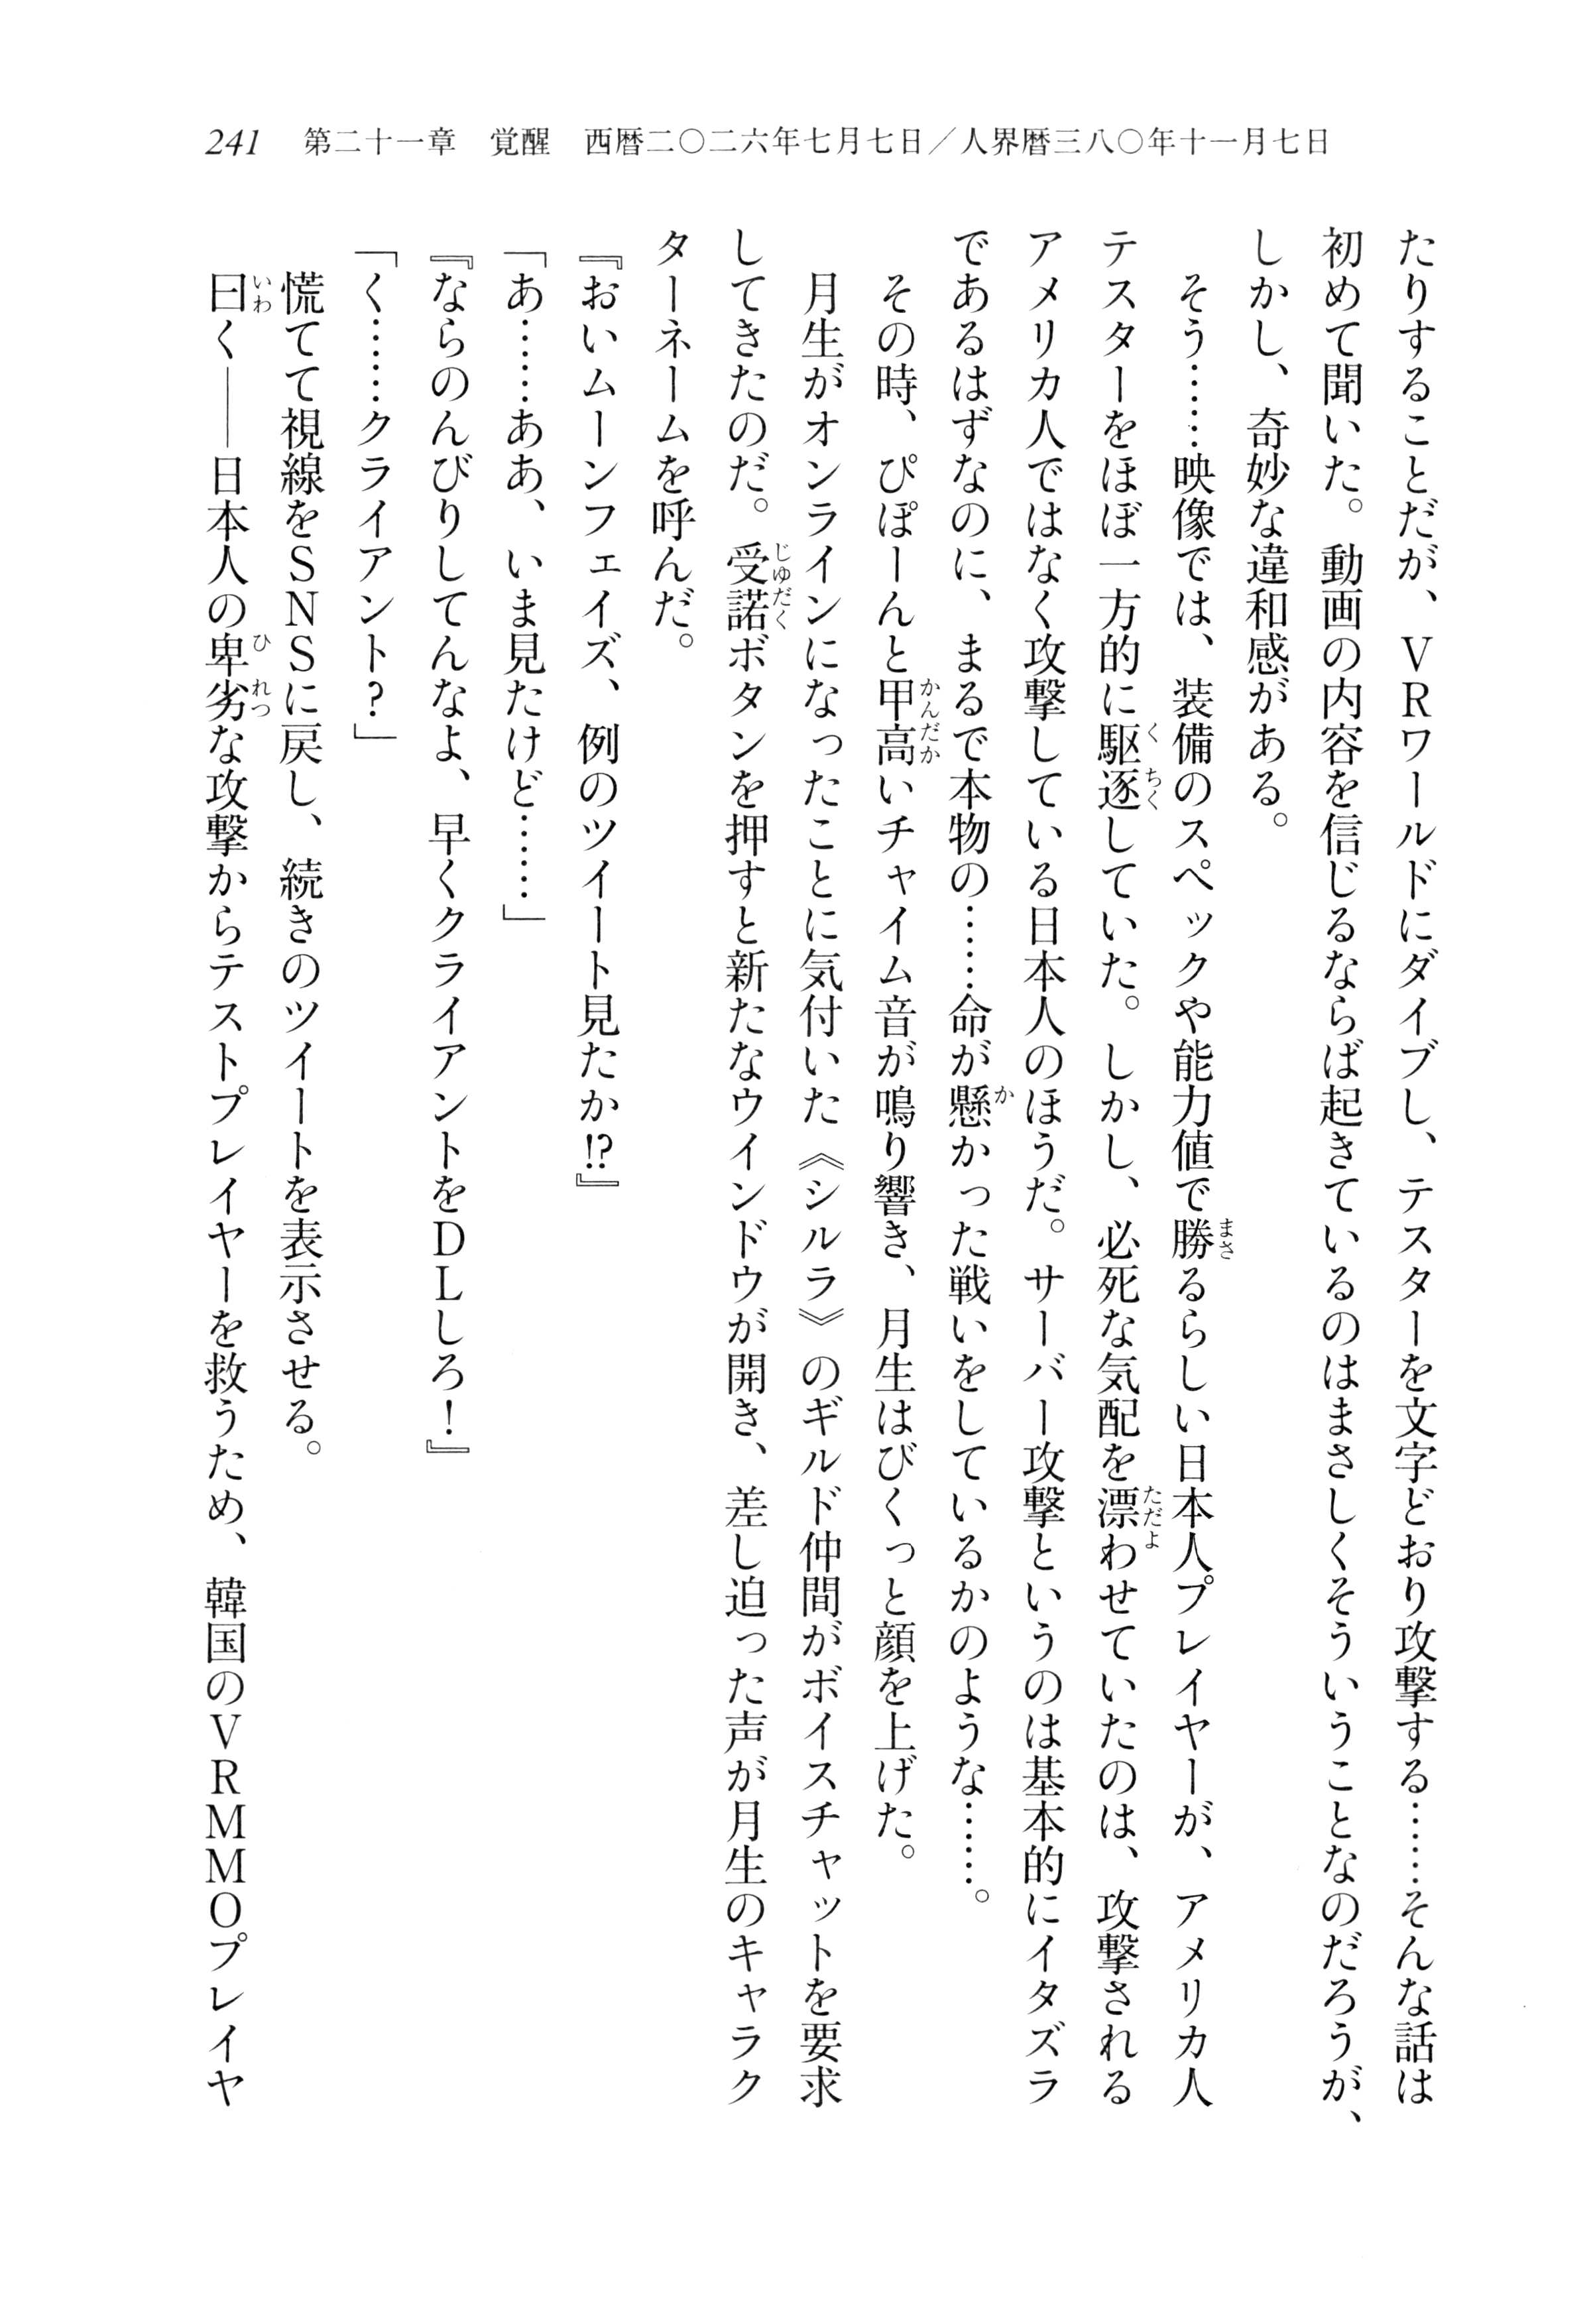 241　第二十一章　覚醒　西暦二〇二六年七月七日／人界暦三八〇年十一月七日
たりすることだが、ＶＲワールドにダイブし、テスターを文字どおり攻撃する……そんな話は
初めて聞いた。動画の内容を信じるならば起きているのはまさしくそういうことなのだろうが、
しかし、奇妙な違和感がある。
　そう……映像では、装備のスペックや能力値で勝るらしい日本人プレイヤーが、アメリカ人
テスターをほぼ一方的に駆逐していた。しかし、必死な気配を漂わせていたのは、攻撃される
アメリカ人ではなく攻撃している日本人のほうだ。サーバー攻撃というのは基本的にイタズラ
であるはずなのに、まるで本物の……命が懸かった戦いをしているかのような……。
　その時、ぴぽーんと甲高いチャイム音が鳴り響き、月生はびくっと顔を上げた。
　月生がオンラインになったことに気付いた《シルラ》のギルド仲間がボイスチャットを要求
してきたのだ。受諾ボタンを押すと新たなウインドウが開き、差し迫った声が月生のキャラク
ターネームを呼んだ。
『おいムーンフェイズ、例のツイート見たか!?』
「あ……ああ、いま見たけど……」
『ならのんびりしてんなよ、早くクライアントをＤＬしろ！』
「く……クライアント？」
　慌てて視線をＳＮＳに戻し、続きのツイートを表示させる。
　曰く――日本人の卑劣な攻撃からテストプレイヤーを救うため、韓国のＶＲＭＭＯプレイヤ